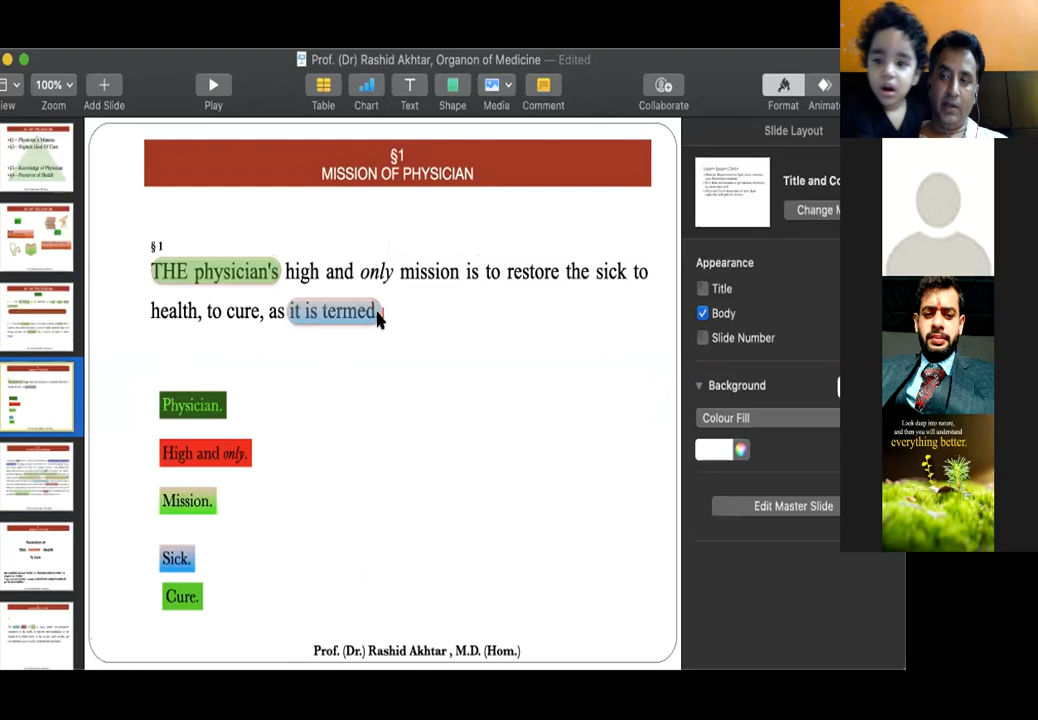 Prof. (Dr) Rashid Akhtar, Organon of Medicine — Edited
100%
Zoom
Add Slide
Play
Table
Chart
Text
Shape
Media
Comment
Collaborate
Format
§1
MISSION OF PHYSICIAN
§ 1
THE physician's high and only mission is to restore the sick to
health, to cure, as it is termed.
Physician.
High and only.
Mission.
Sick.
Cure.
Prof. (Dr.) Rashid Akhtar , M.D. (Hom.)
Slide Layout
Title and
Change
Appearance
Title
Body
Slide Number
Background
Colour Fill
Edit Master Slide
Look deep into nature,
and then you will understand
everything better.